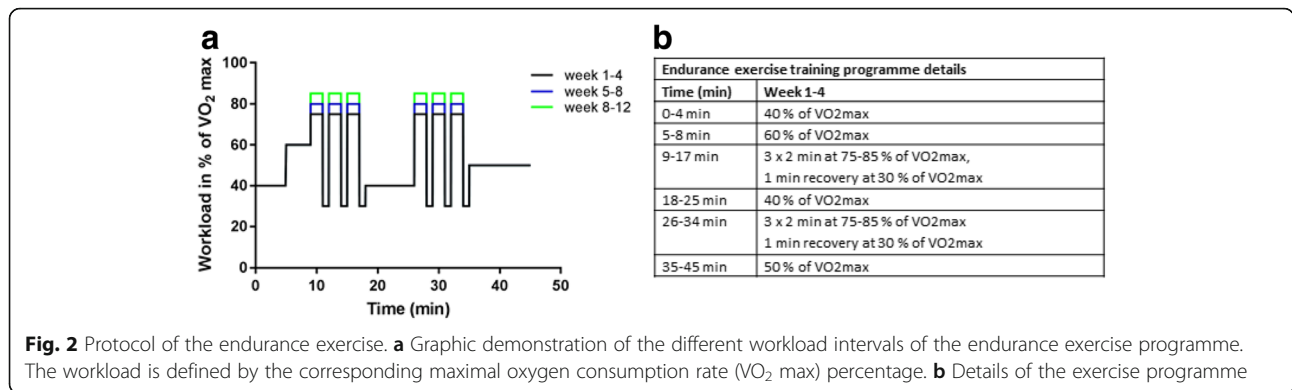 a
100
80
60
40
20
0
Workload in % of VO₂ max
0 10 20 30 40 50
Time (min)
week 1-4
week 5-8
week 8-12
b
Endurance exercise training programme details
Time (min) Week 1-4
0-4 min 40 % of VO2max
5-8 min 60 % of VO2max
9-17 min 3 x 2 min at 75-85 % of VO2max,
1 min recovery at 30 % of VO2max
18-25 min 40 % of VO2max
26-34 min 3 x 2 min at 75-85 % of VO2max
1 min recovery at 30 % of VO2max
35-45 min 50 % of VO2max
Fig. 2 Protocol of the endurance exercise. a Graphic demonstration of the different workload intervals of the endurance exercise programme.
The workload is defined by the corresponding maximal oxygen consumption rate (VO₂ max) percentage. b Details of the exercise programme